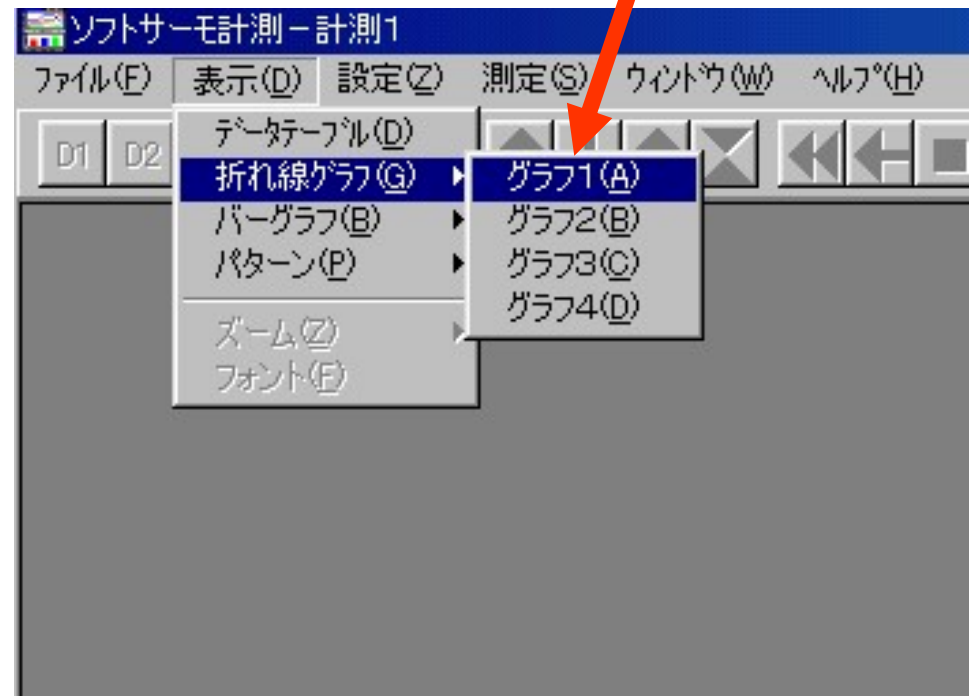 ソフトサーモ計測－計測1
ファイル(F) 表示(D) 設定(Z) 測定(S) ウィンドウ(W) ヘルプ(H)
D1 D2
データテーブル(D)
折れ線グラフ(G)
バーグラフ(B)
パターン(P)
ズーム(Z)
フォント(F)
グラフ1(A)
グラフ2(B)
グラフ3(C)
グラフ4(D)